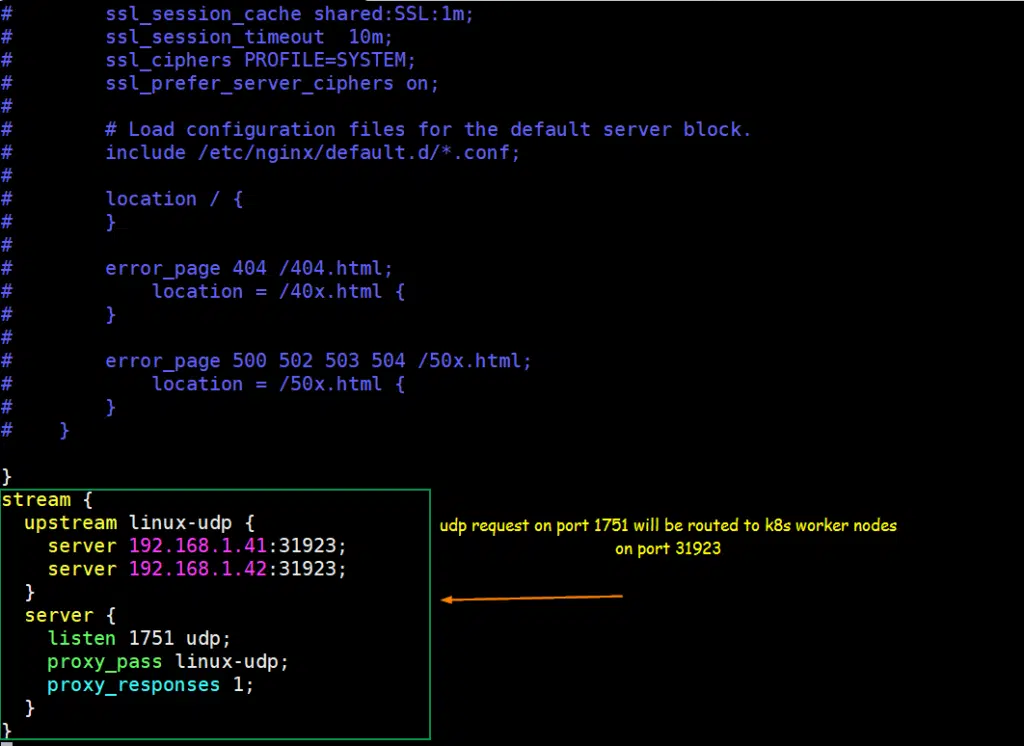 #        ssl_session_cache shared:SSL:1m;
#        ssl_session_timeout  10m;
#        ssl_ciphers PROFILE=SYSTEM;
#        ssl_prefer_server_ciphers on;
#
#        # Load configuration files for the default server block.
#        include /etc/nginx/default.d/*.conf;
#
#        location / {
#        }
#
#        error_page 404 /404.html;
#            location = /40x.html {
#        }
#
#        error_page 500 502 503 504 /50x.html;
#            location = /50x.html {
#        }
#    }
}
stream {
  upstream linux-udp {
    server 192.168.1.41:31923;
    server 192.168.1.42:31923;
  }
  server {
    listen 1751 udp;
    proxy_pass linux-udp;
    proxy_responses 1;
  }
}
udp request on port 1751 will be routed to k8s worker nodes
on port 31923